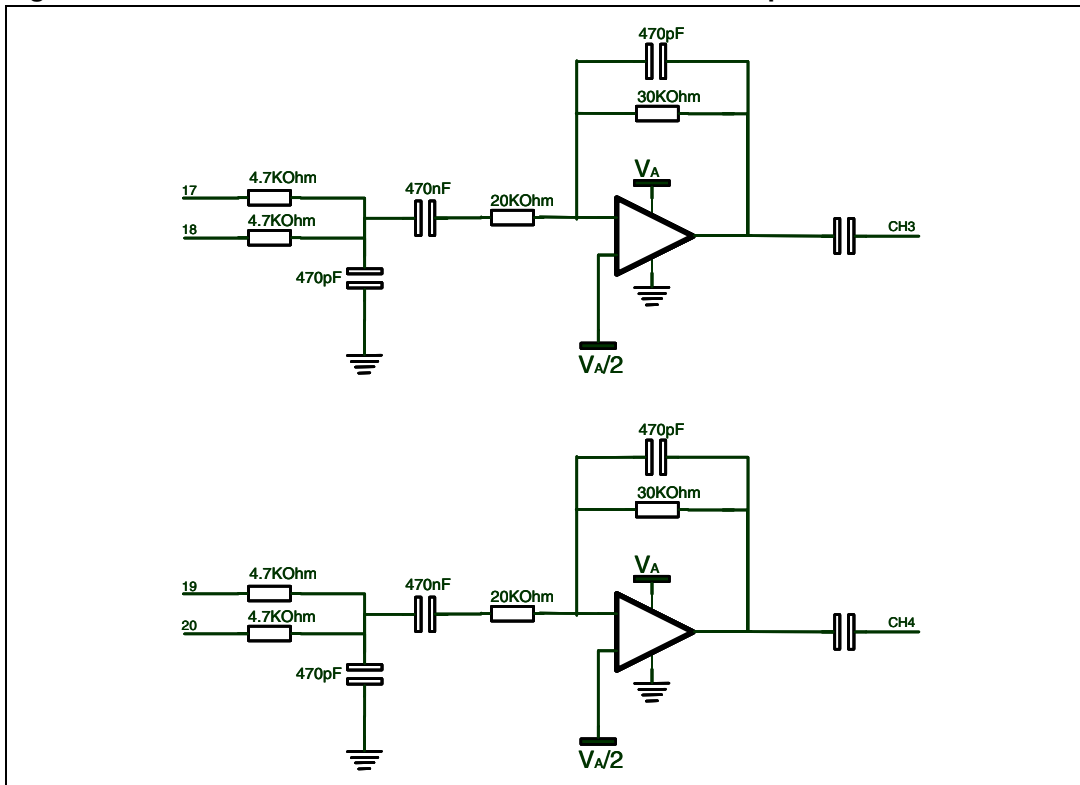 470pF
30KOhm
VA
17
4.7KOhm
470nF
20KOhm
18
4.7KOhm
CH3
470pF
VA/2
470pF
30KOhm
VA
19
4.7KOhm
470nF
20KOhm
20
4.7KOhm
CH4
470pF
VA/2